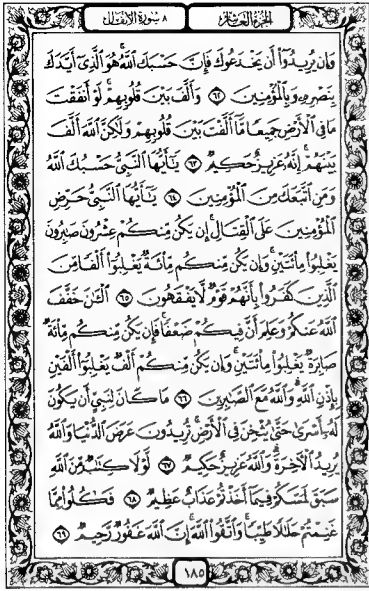 الجزء العاشر
٨ سورة الأنفال
وَإِن يُرِيدُوٓا۟ أَن يَخْدَعُوكَ فَإِنَّ حَسْبَكَ ٱللَّهُ ۚ هُوَ ٱلَّذِىٓ أَيَّدَكَ
بِنَصْرِهِۦ وَبِٱلْمُؤْمِنِينَ ٦٢ وَأَلَّفَ بَيْنَ قُلُوبِهِمْ ۚ لَوْ أَنفَقْتَ
مَا فِى ٱلْأَرْضِ جَمِيعًا مَّآ أَلَّفْتَ بَيْنَ قُلُوبِهِمْ وَلَٰكِنَّ ٱللَّهَ أَلَّفَ
بَيْنَهُمْ ۚ إِنَّهُۥ عَزِيزٌ حَكِيمٌ ٦٣ يَٰٓأَيُّهَا ٱلنَّبِىُّ حَسْبُكَ ٱللَّهُ
وَمَنِ ٱتَّبَعَكَ مِنَ ٱلْمُؤْمِنِينَ ٦٤ يَٰٓأَيُّهَا ٱلنَّبِىُّ حَرِّضِ
ٱلْمُؤْمِنِينَ عَلَى ٱلْقِتَالِ ۚ إِن يَكُن مِّنكُمْ عِشْرُونَ صَٰبِرُونَ
يَغْلِبُوا۟ مِا۟ئَتَيْنِ ۚ وَإِن يَكُن مِّنكُم مِّا۟ئَةٌ يَغْلِبُوٓا۟ أَلْفًا مِّنَ
ٱلَّذِينَ كَفَرُوا۟ بِأَنَّهُمْ قَوْمٌ لَّا يَفْقَهُونَ ٦٥ ٱلْـَٰٔنَ خَفَّفَ
ٱللَّهُ عَنكُمْ وَعَلِمَ أَنَّ فِيكُمْ ضَعْفًا ۚ فَإِن يَكُن مِّنكُم مِّا۟ئَةٌ
صَابِرَةٌ يَغْلِبُوا۟ مِا۟ئَتَيْنِ ۚ وَإِن يَكُن مِّنكُمْ أَلْفٌ يَغْلِبُوٓا۟ أَلْفَيْنِ
بِإِذْنِ ٱللَّهِ ۗ وَٱللَّهُ مَعَ ٱلصَّٰبِرِينَ ٦٦ مَا كَانَ لِنَبِىٍّ أَن يَكُونَ
لَهُۥٓ أَسْرَىٰ حَتَّىٰ يُثْخِنَ فِى ٱلْأَرْضِ ۚ تُرِيدُونَ عَرَضَ ٱلدُّنْيَا وَٱللَّهُ
يُرِيدُ ٱلْـَٔاخِرَةَ ۗ وَٱللَّهُ عَزِيزٌ حَكِيمٌ ٦٧ لَّوْلَا كِتَٰبٌ مِّنَ ٱللَّهِ
سَبَقَ لَمَسَّكُمْ فِيمَآ أَخَذْتُمْ عَذَابٌ عَظِيمٌ ٦٨ فَكُلُوا۟ مِمَّا
غَنِمْتُمْ حَلَٰلًا طَيِّبًا ۚ وَٱتَّقُوا۟ ٱللَّهَ ۚ إِنَّ ٱللَّهَ غَفُورٌ رَّحِيمٌ ٦٩
١٨٥